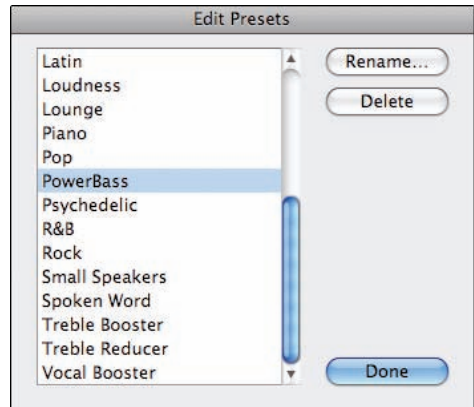 Edit Presets
Latin
Loudness
Lounge
Piano
Pop
PowerBass
Psychedelic
R&B
Rock
Small Speakers
Spoken Word
Treble Booster
Treble Reducer
Vocal Booster
Rename...
Delete
Done